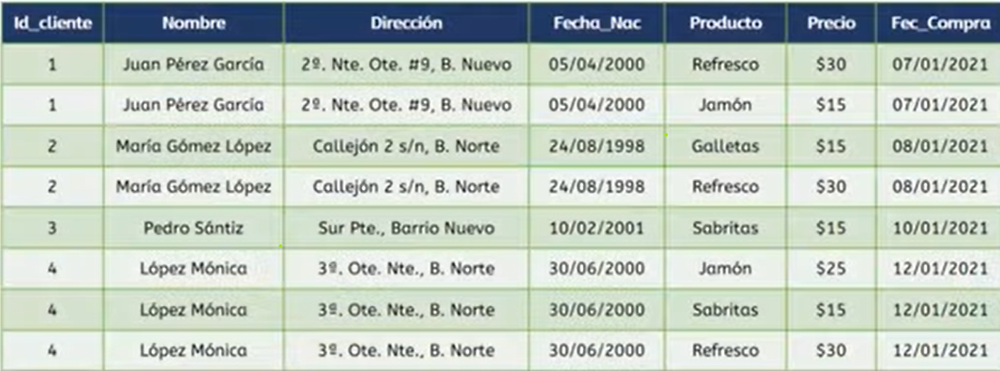 Id_cliente Nombre Dirección Fecha_Nac Producto Precio Fec_Compra
1 Juan Pérez García 2º. Nte. Ote. #9, B. Nuevo 05/04/2000 Refresco $30 07/01/2021
1 Juan Pérez García 2º. Nte. Ote. #9, B. Nuevo 05/04/2000 Jamón $15 07/01/2021
2 María Gómez López Callejón 2 s/n, B. Norte 24/08/1998 Galletas $15 08/01/2021
2 María Gómez López Callejón 2 s/n, B. Norte 24/08/1998 Refresco $30 08/01/2021
3 Pedro Sántiz Sur Pte., Barrio Nuevo 10/02/2001 Sabritas $15 10/01/2021
4 López Mónica 3º. Ote. Nte., B. Norte 30/06/2000 Jamón $25 12/01/2021
4 López Mónica 3º. Ote. Nte., B. Norte 30/06/2000 Sabritas $15 12/01/2021
4 López Mónica 3º. Ote. Nte., B. Norte 30/06/2000 Refresco $30 12/01/2021